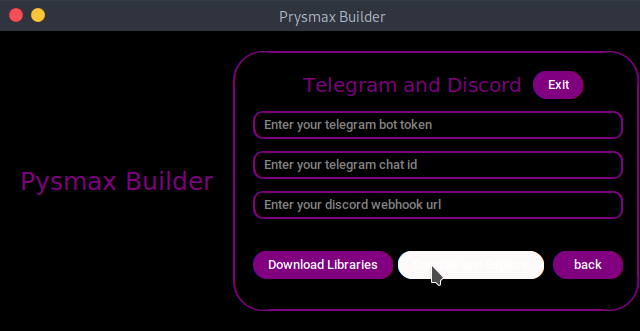 Prysmax Builder
Telegram and Discord
Exit
Enter your telegram bot token
Enter your telegram chat id
Pysmax Builder
Enter your discord webhook url
Download Libraries
back